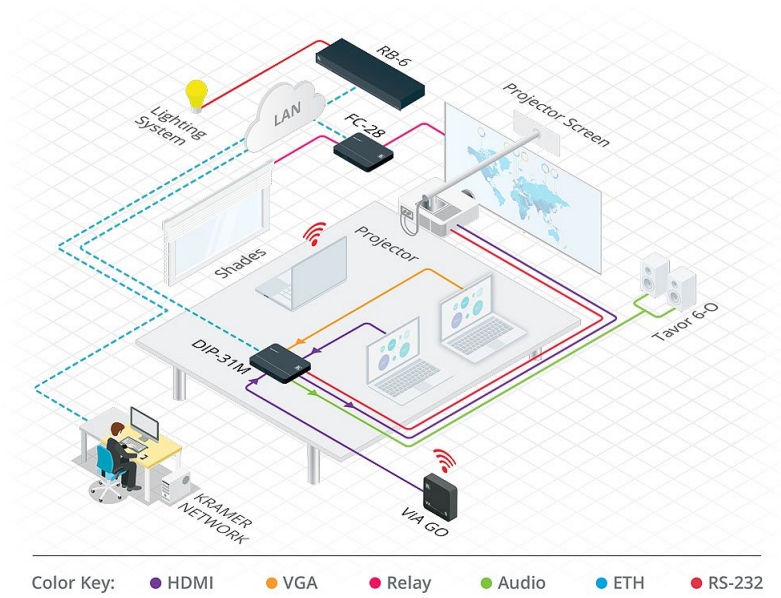 RB-6
Lighting
System
LAN
FC-28
Projector Screen
Shades
Projector
Tavor 6-O
DIP-31M
VIA GO
KRAMER
NETWORK
Color Key:
HDMI
VGA
Relay
Audio
ETH
RS-232